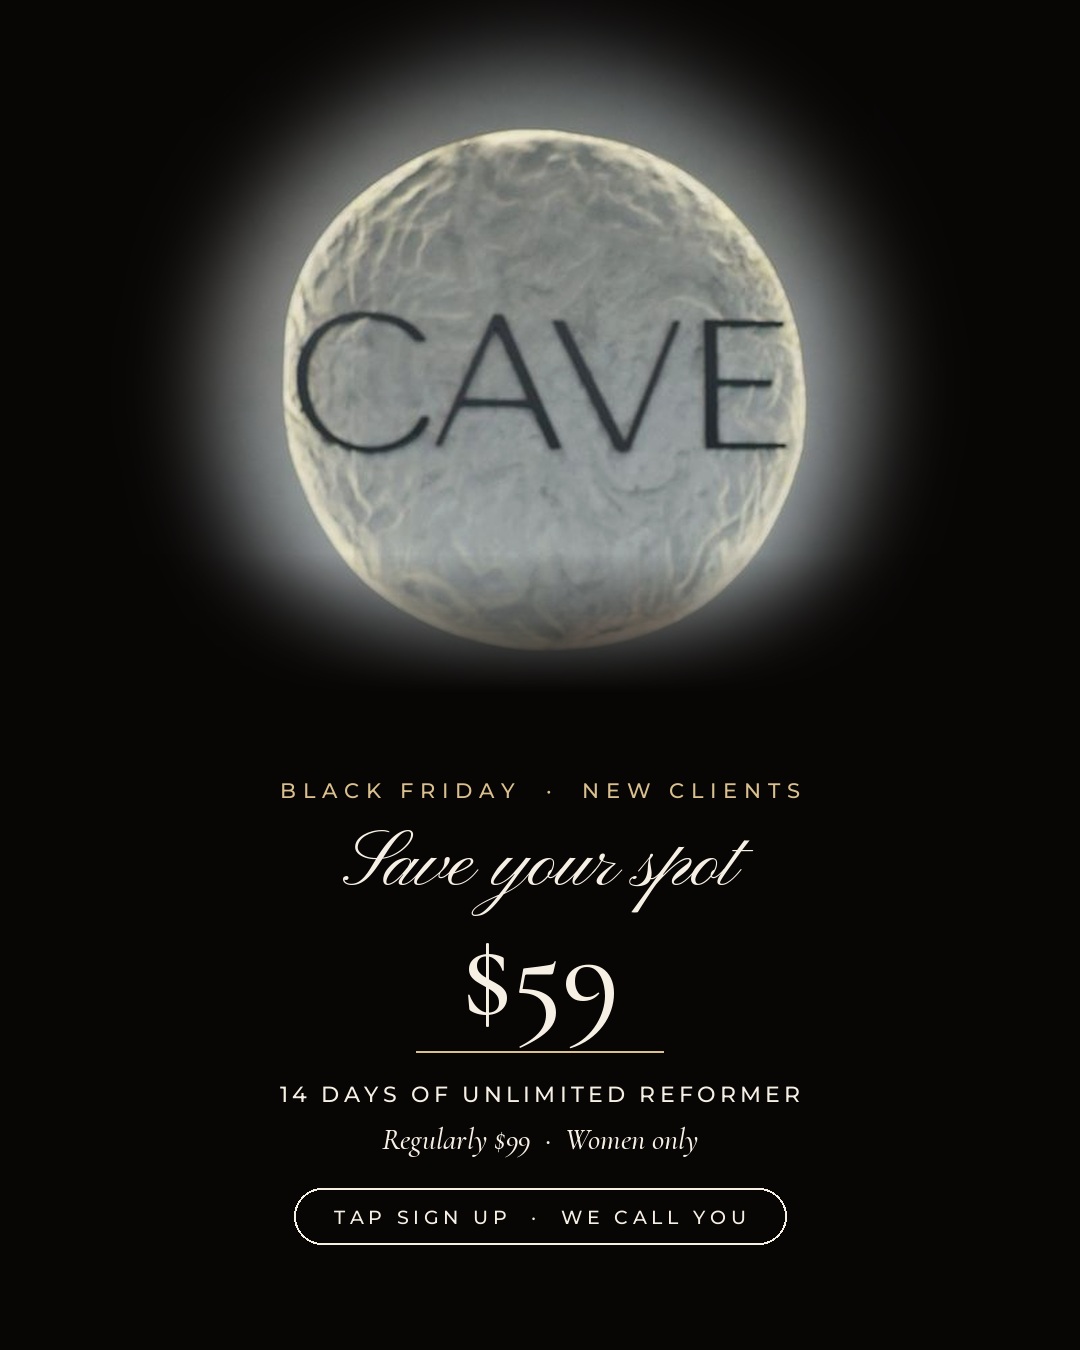 CAVE
BLACK FRIDAY · NEW CLIENTS
Save your spot
$59
14 DAYS OF UNLIMITED REFORMER
Regularly $99 · Women only
TAP SIGN UP · WE CALL YOU